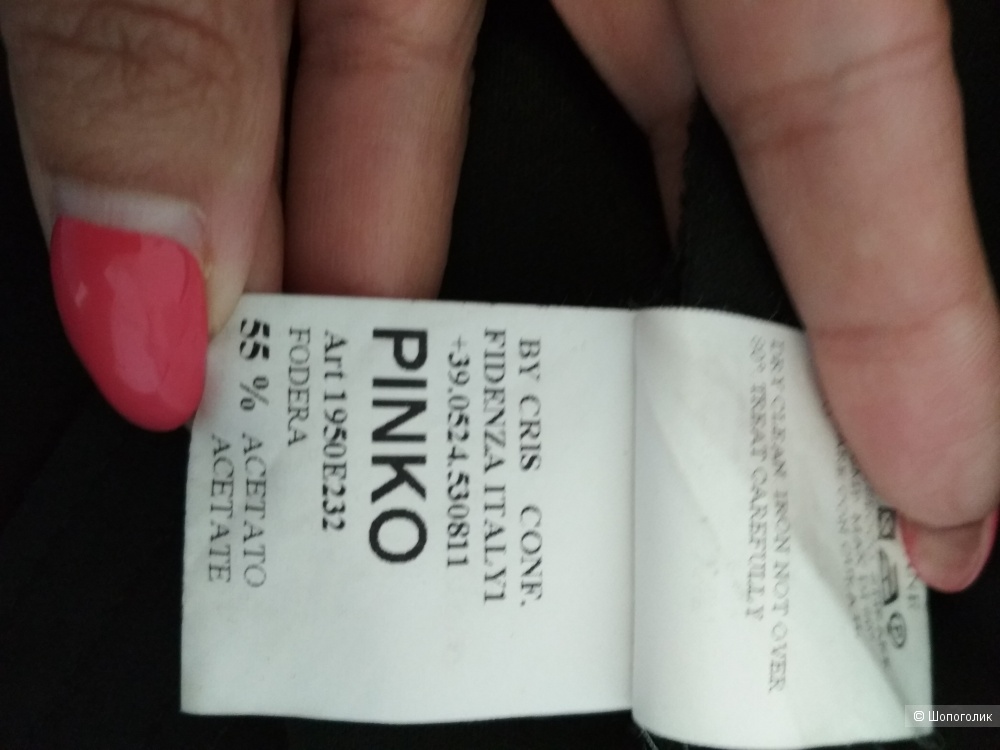 BY CRIS CONF.
FIDENZA ITALY1
+39.0524.530811
PINKO
Art 1950E232
FODERA
55 % ACETATO
ACETATE
DRY CLEAN IRON NOT OVER
TREAT CAREFULLY
© Шопоголик